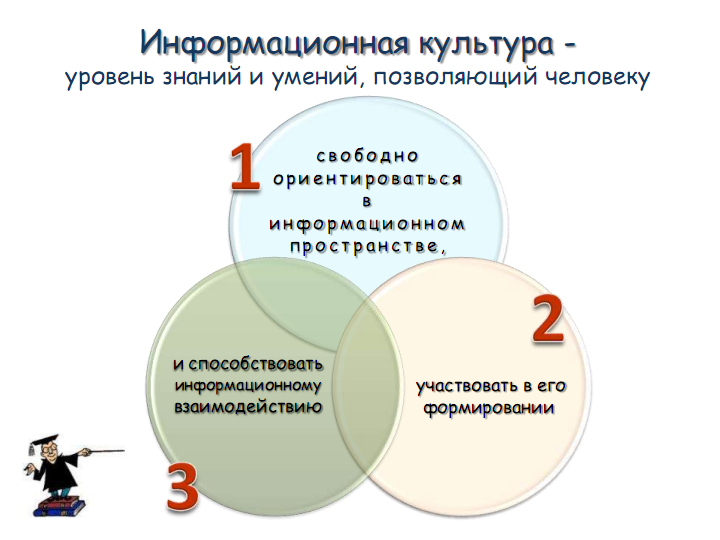 Информационная культура -
уровень знаний и умений, позволяющий человеку
1
свободно
ориентироваться
в
информационном
пространстве,
2
участвовать в его
формировании
и способствовать
информационному
взаимодействию
3